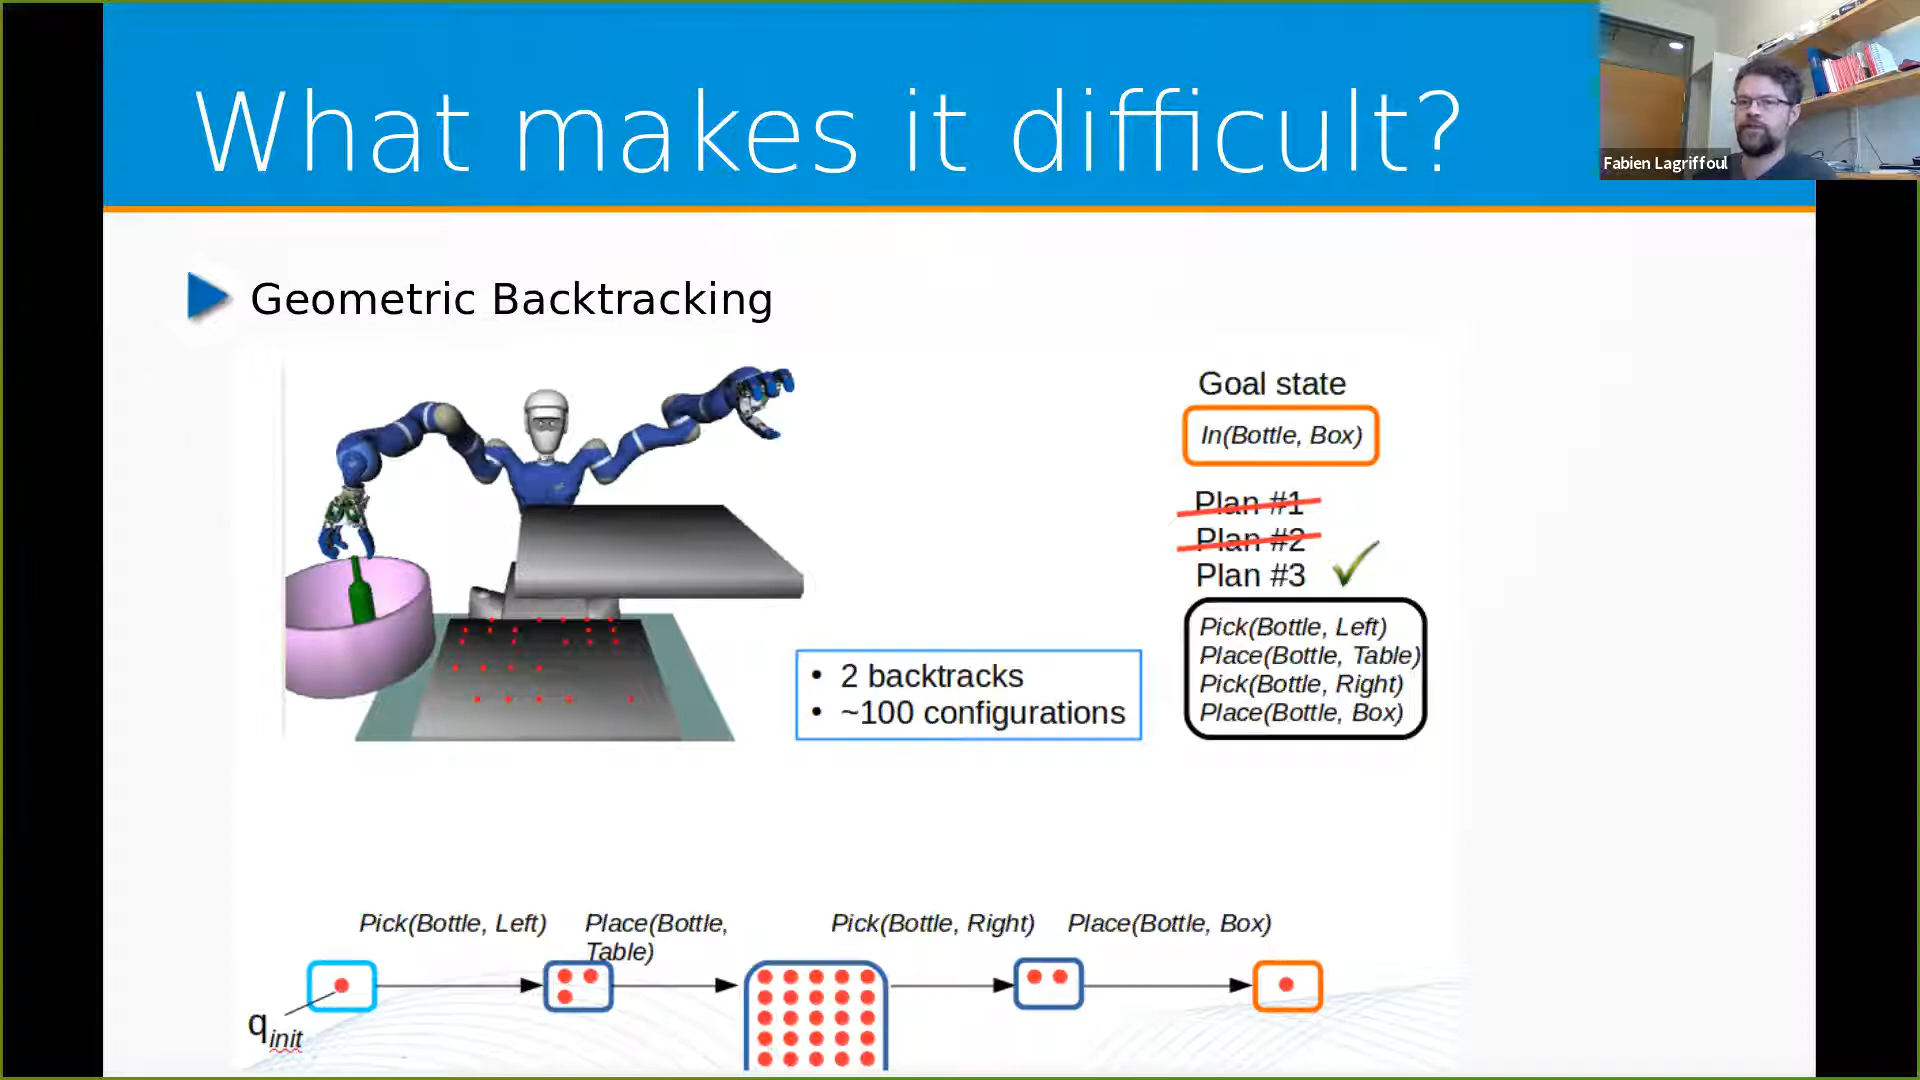 What makes it difficult?
Fabien Lagriffoul
Geometric Backtracking
Goal state
In(Bottle, Box)
Plan #1
Plan #2
Plan #3
Pick(Bottle, Left)
Place(Bottle, Table)
Pick(Bottle, Right)
Place(Bottle, Box)
• 2 backtracks
• ~100 configurations
Pick(Bottle, Left)
Place(Bottle,
Table)
Pick(Bottle, Right)
Place(Bottle, Box)
qinit